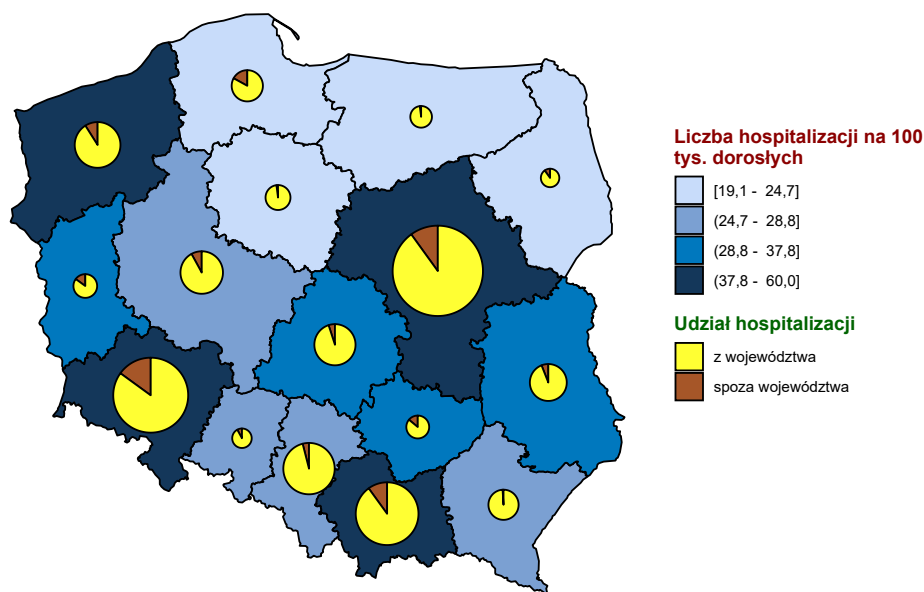 Liczba hospitalizacji na 100
tys. dorosłych
[19,1 - 24,7]
(24,7 - 28,8]
(28,8 - 37,8]
(37,8 - 60,0]
Udział hospitalizacji
z województwa
spoza województwa